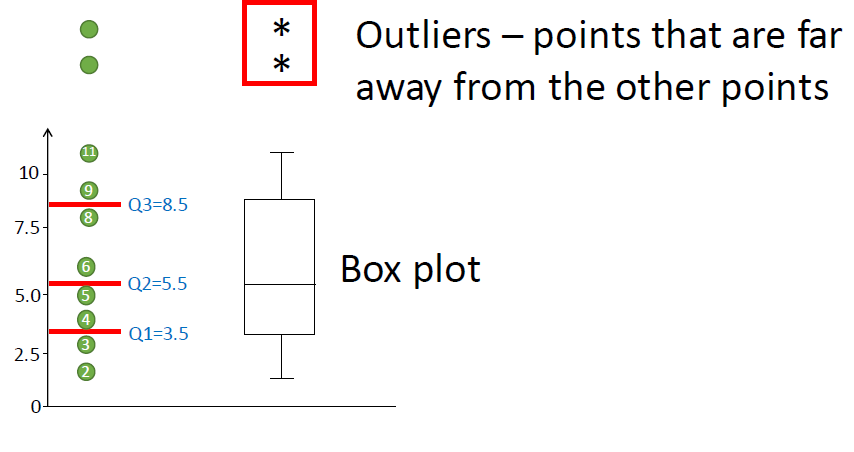 *
*
Outliers – points that are far
away from the other points
11
10
9
Q3=8.5
8
7.5
6
Q2=5.5
Box plot
5.0
5
4
Q1=3.5
3
2.5
2
0